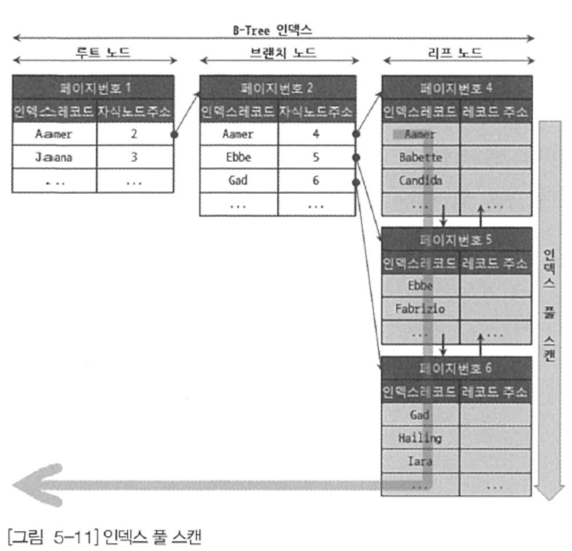 B-Tree 인덱스
루트 노드
브랜치 노드
리프 노드
페이지번호 1
인덱스레코드 자식노드주소
Aamer 2
Jamana 3
... ...
페이지번호 2
인덱스레코드 자식노드주소
Aamer 4
Ebbe 5
Gad 6
... ...
페이지번호 4
인덱스레코드 레코드 주소
Aamer
Babette
Candida
... ...
페이지번호 5
인덱스레코드 레코드 주소
Ebbe
Fabrizio
... ...
페이지번호 6
인덱스레코드 레코드 주소
Gad
Hailing
Iara
... ...
인덱스 풀 스캔
[그림 5-11] 인덱스 풀 스캔